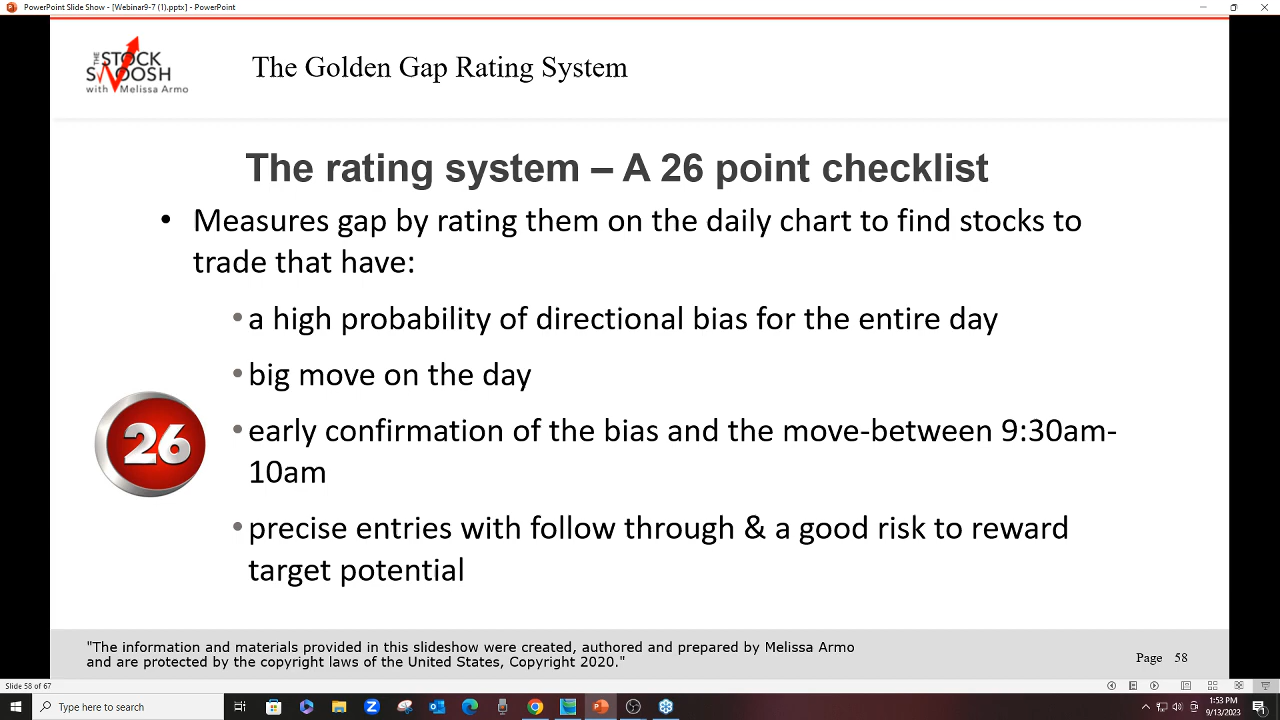 PowerPoint Slide Show - [Webinar9-7 (1).pptx] - PowerPoint
THE
STOCK
SWOOSH
with Melissa Armo
The Golden Gap Rating System
The rating system – A 26 point checklist
• Measures gap by rating them on the daily chart to find stocks to
trade that have:
• a high probability of directional bias for the entire day
• big move on the day
26
• early confirmation of the bias and the move-between 9:30am-
10am
• precise entries with follow through & a good risk to reward
target potential
"The information and materials provided in this slideshow were created, authored and prepared by Melissa Armo
and are protected by the copyright laws of the United States, Copyright 2020."
Page 58
Slide 58 of 67
Type here to search
1:53 PM
9/13/2023